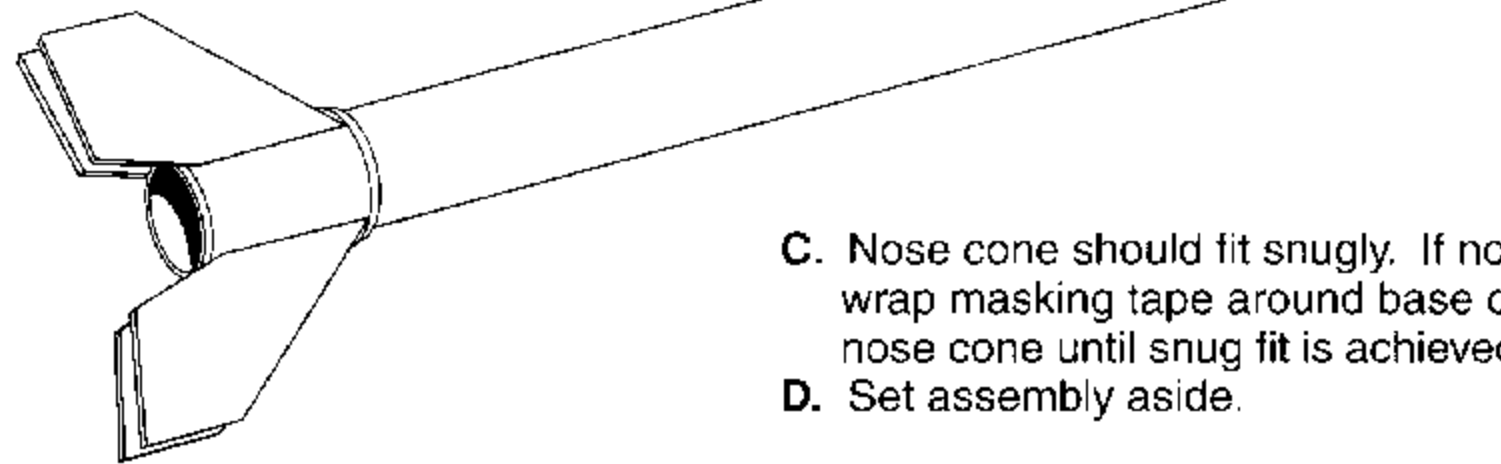 C. Nose cone should fit snugly. If no
wrap masking tape around base
nose cone until snug fit is achieved
D. Set assembly aside.